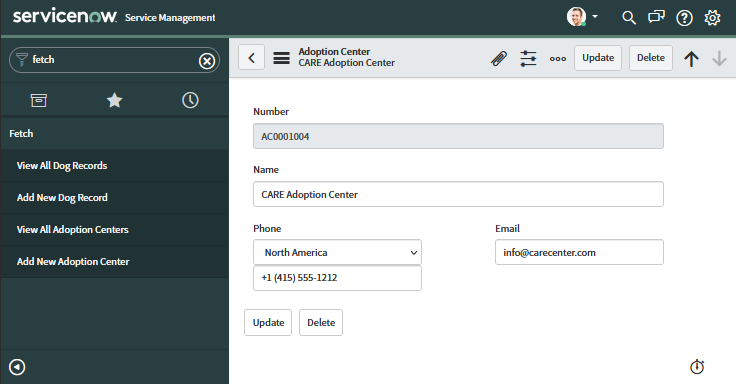 servicenow Service Management
fetch
Fetch
View All Dog Records
Add New Dog Record
View All Adoption Centers
Add New Adoption Center
Adoption Center
CARE Adoption Center
Update
Delete
Number
AC0001004
Name
CARE Adoption Center
Phone
Email
North America
info@carecenter.com
+1 (415) 555-1212
Update
Delete